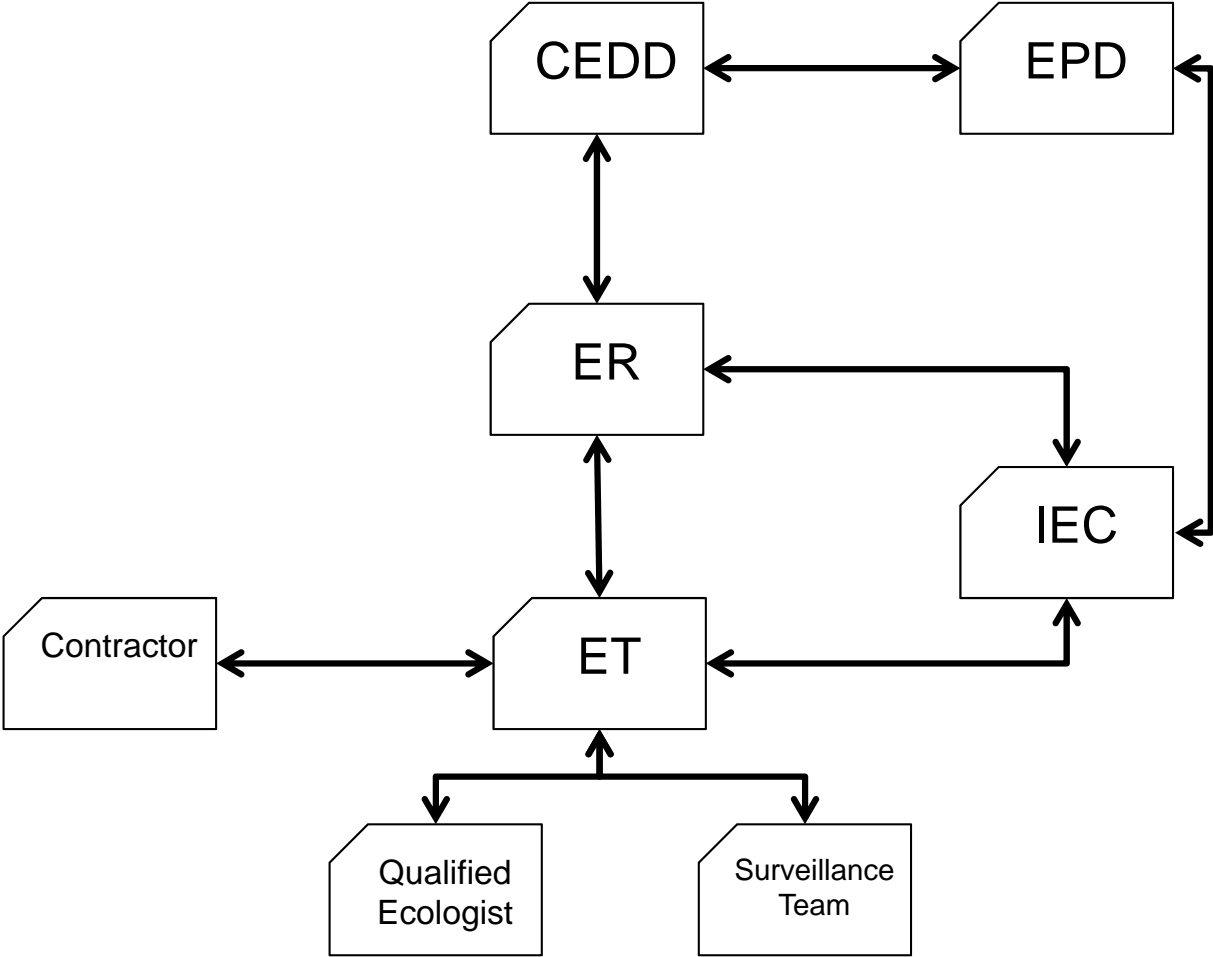 CEDD
EPD
ER
IEC
Contractor
ET
Qualified
Ecologist
Surveillance
Team